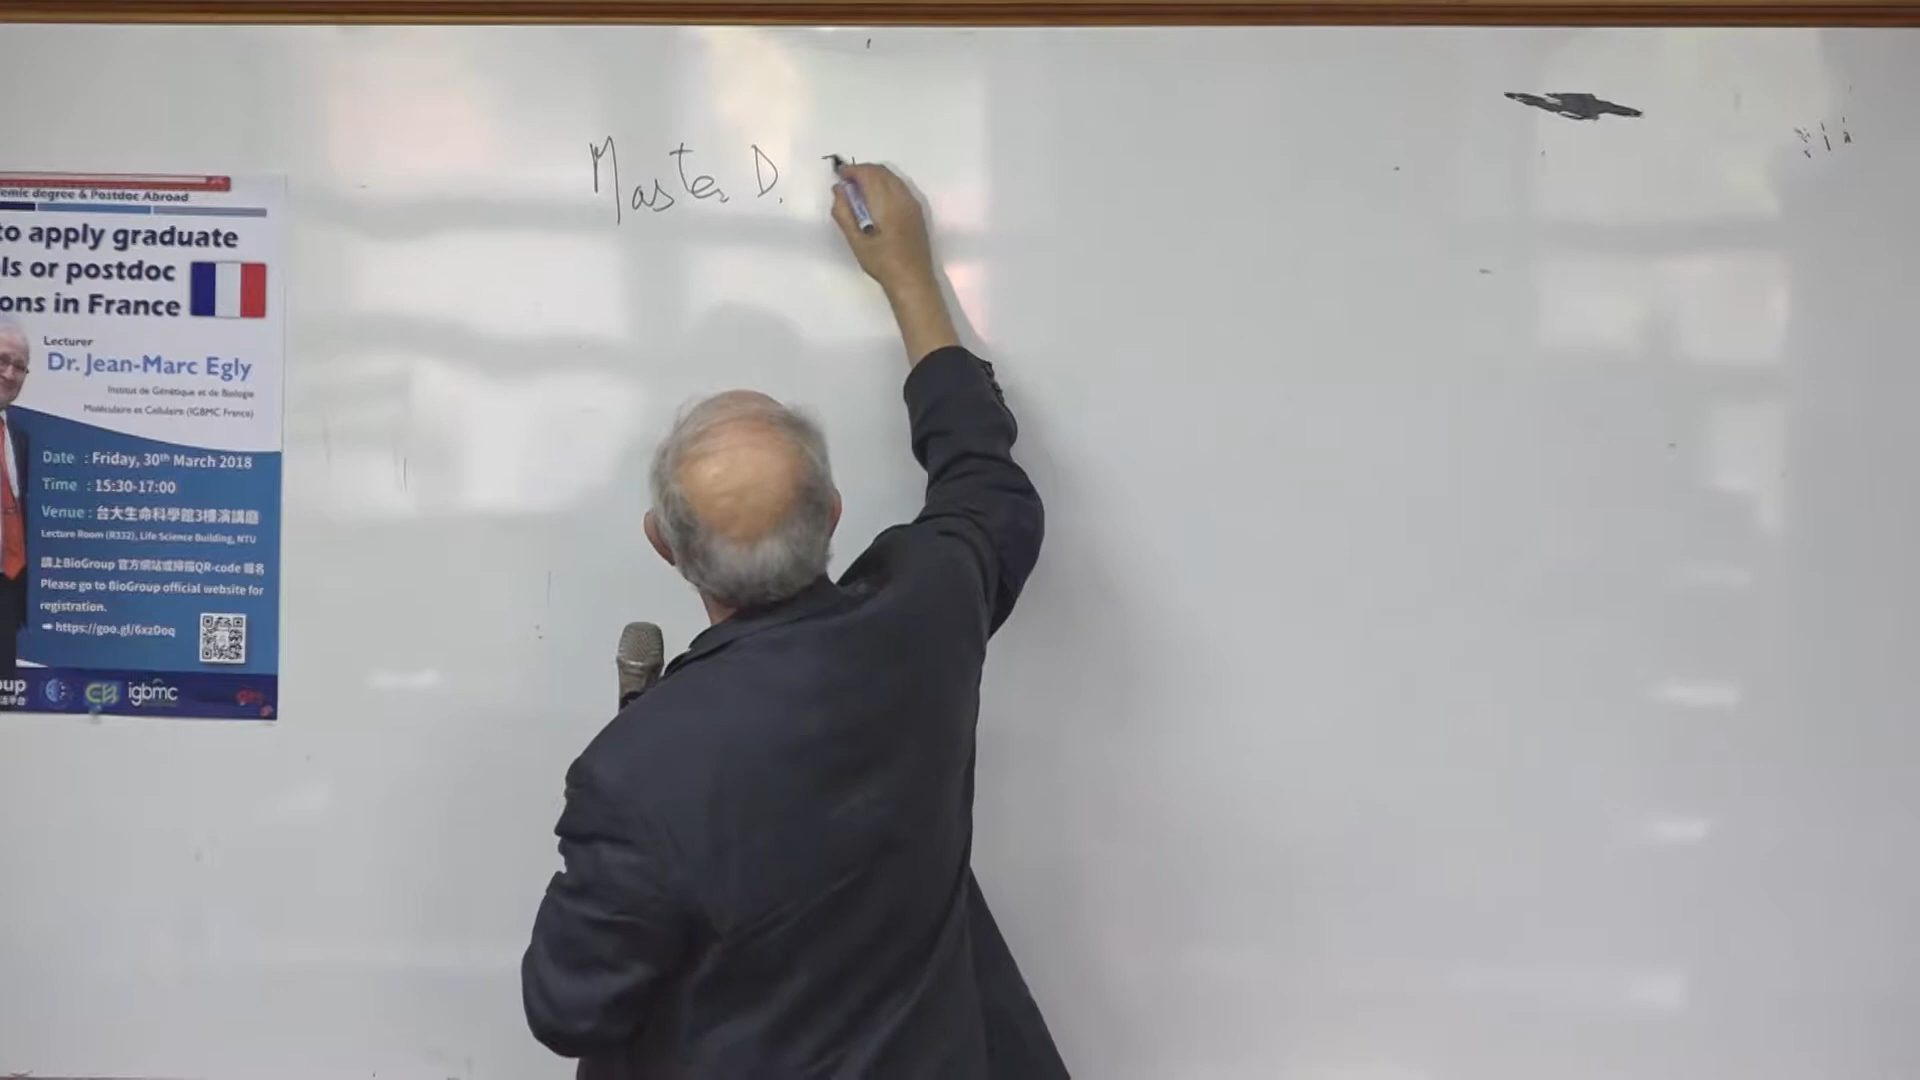 Master D.
emic degree & Postdoc Abroad
to apply graduate
ls or postdoc
ons in France
Lecturer
Dr. Jean-Marc Egly
Institut de Génétique et de Biologie
Moléculaire et Cellulaire (IGBMC France)
Date : Friday, 30th March 2018
Time : 15:30-17:00
Venue : 台大生命科學館3樓演講廳
Lecture Room (R332), Life Science Building, NTU
請上BioGroup 官方網站或掃描QR-code 報名
Please go to BioGroup official website for
registration.
➡ https://goo.gl/6xzDoq
oup
igbmc